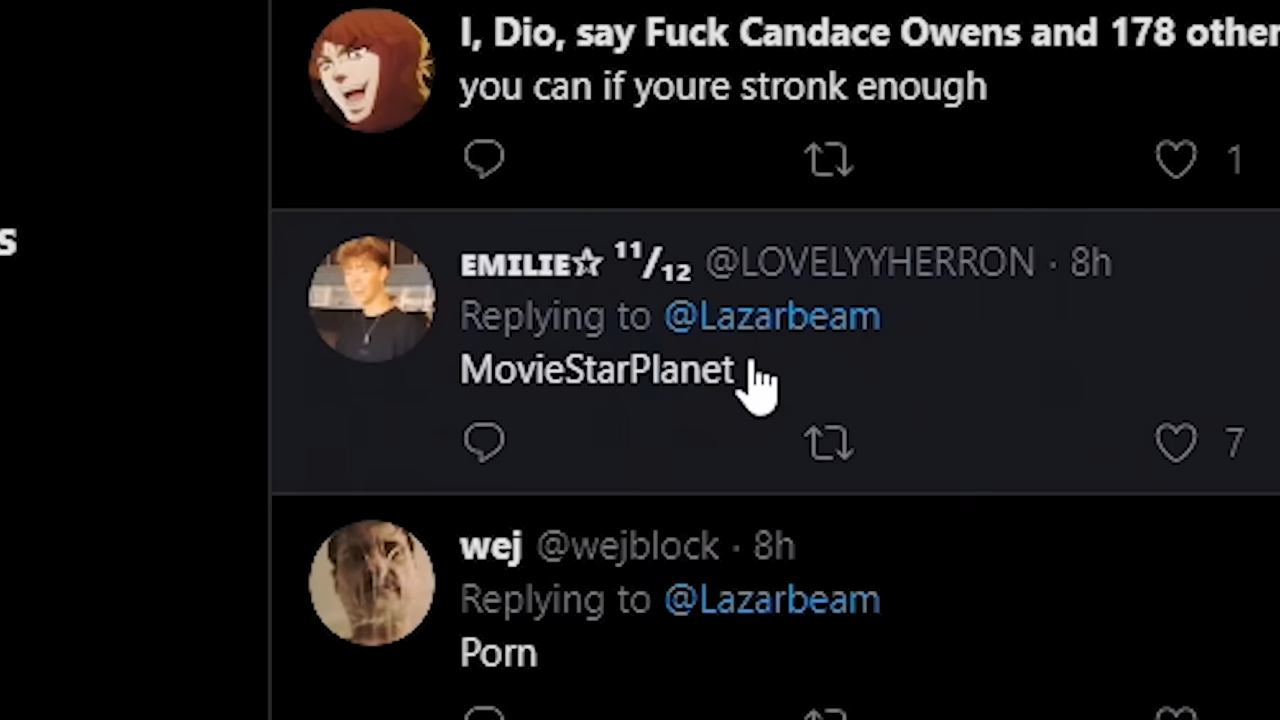 I, Dio, say Fuck Candace Owens and 178 other
you can if youre stronk enough
1
s
EMILIE☆ ¹¹/₁₂ @LOVELYYHERRON · 8h
Replying to @Lazarbeam
MovieStarPlanet
7
wej @wejblock · 8h
Replying to @Lazarbeam
Porn